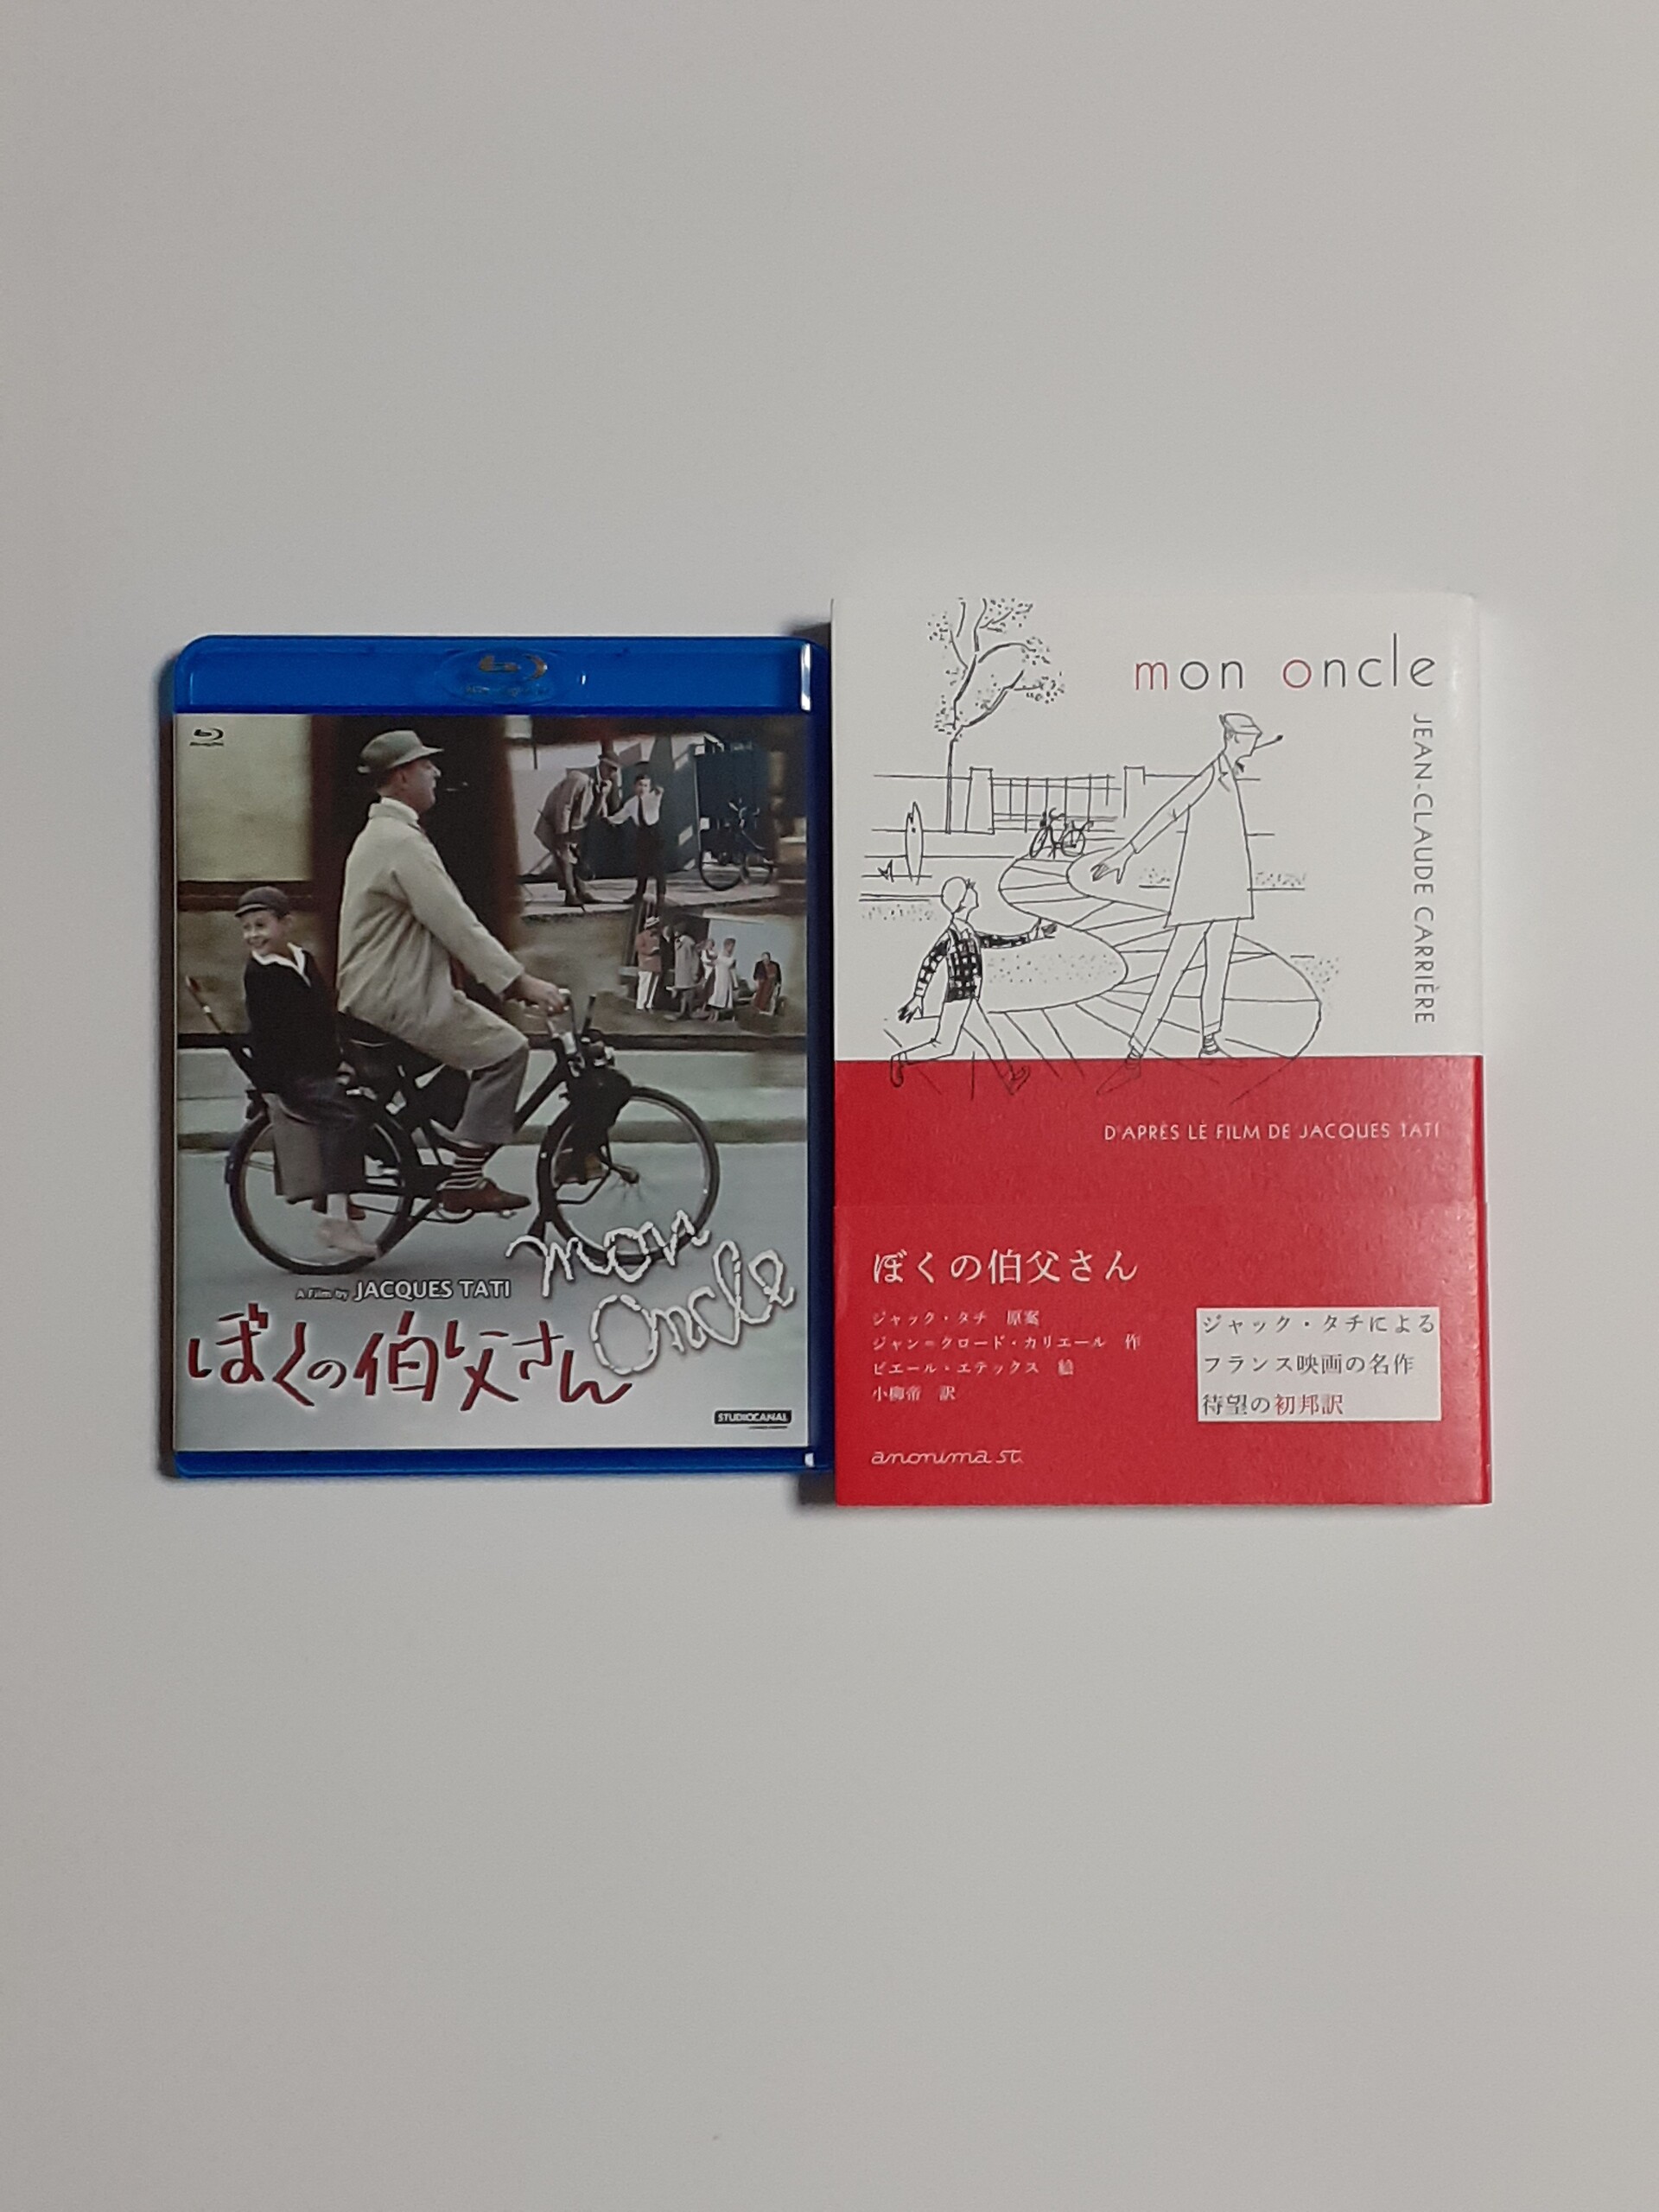 A Film by JACQUES TATI
mon
oncle
ぼくの伯父さん
STUDIOCANAL
mon oncle
JEAN-CLAUDE CARRIÈRE
D'APRÈS LE FILM DE JACQUES TATI
ぼくの伯父さん
ジャック・タチ 原案
ジャン=クロード・カリエール 作
ピエール・エテックス 絵
小柳帝 訳
ジャック・タチによる
フランス映画の名作
待望の初邦訳
anonima st.